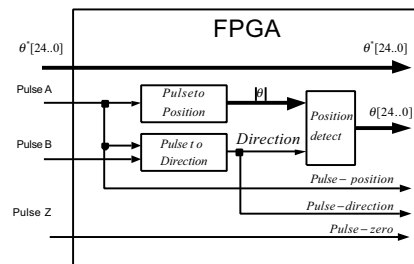 FPGA
θ*[24..0]
θ*[24..0]
Pulse A
Pulse to
Position
|θ|
Position
detect
θ[24..0]
Pulse B
Pulse t o
Direction
Direction
Pulse− position
Pulse Z
Pulse−direction
Pulse−zero